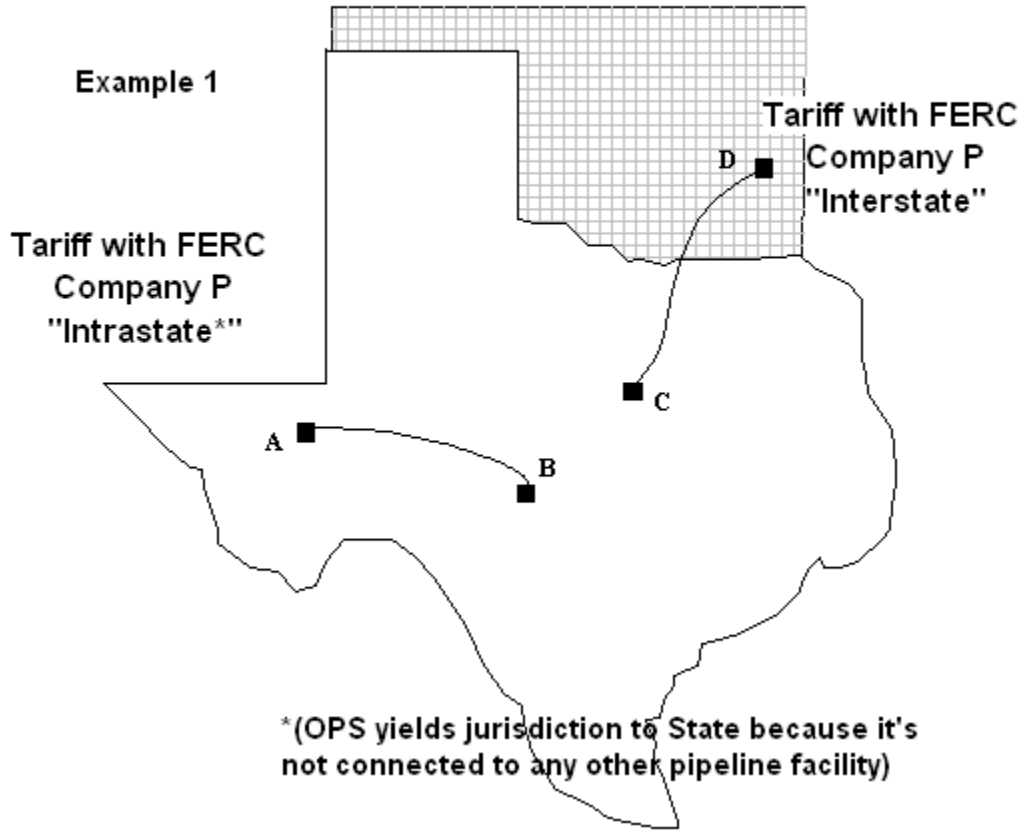 Example 1
Tariff with FERC
Company P
"Interstate"
D
Tariff with FERC
Company P
"Intrastate*"
C
A
B
*(OPS yields jurisdiction to State because it's
not connected to any other pipeline facility)